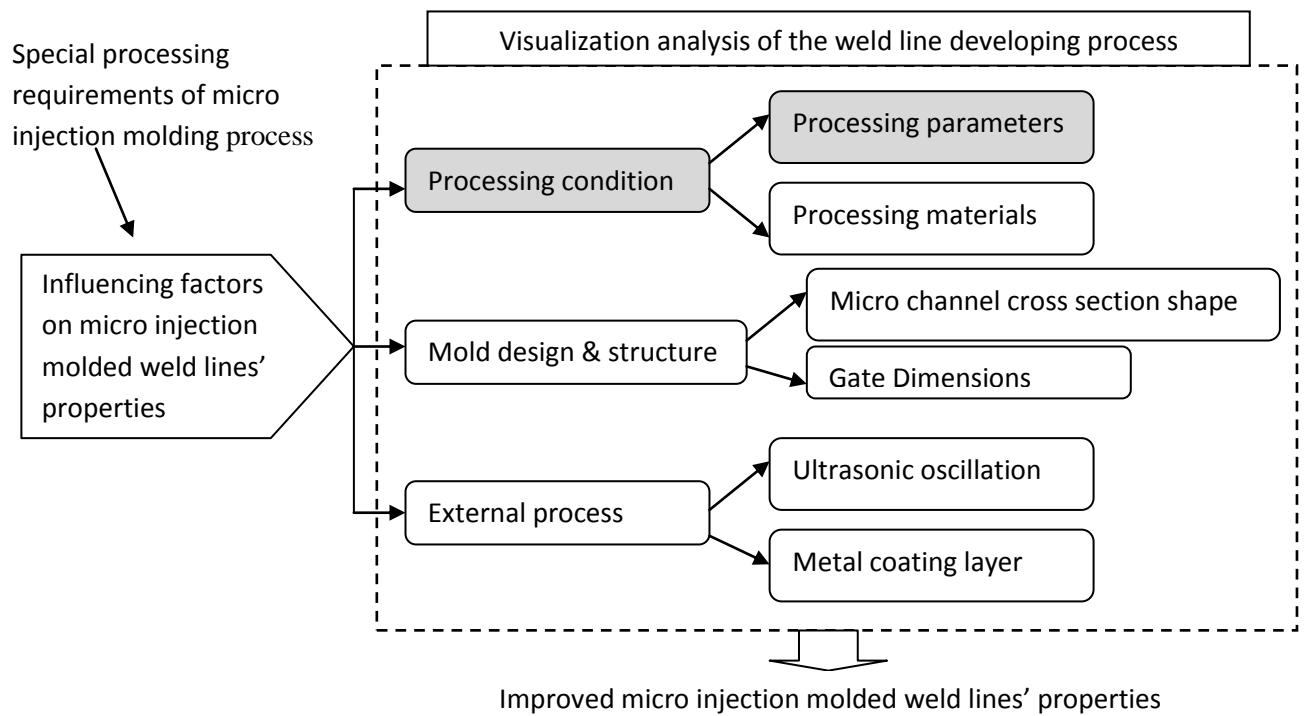 Visualization analysis of the weld line developing process
Special processing
requirements of micro
injection molding process
Processing parameters
Processing condition
Processing materials
Influencing factors
on micro injection
molded weld lines’
properties
Micro channel cross section shape
Mold design & structure
Gate Dimensions
Ultrasonic oscillation
External process
Metal coating layer
Improved micro injection molded weld lines’ properties